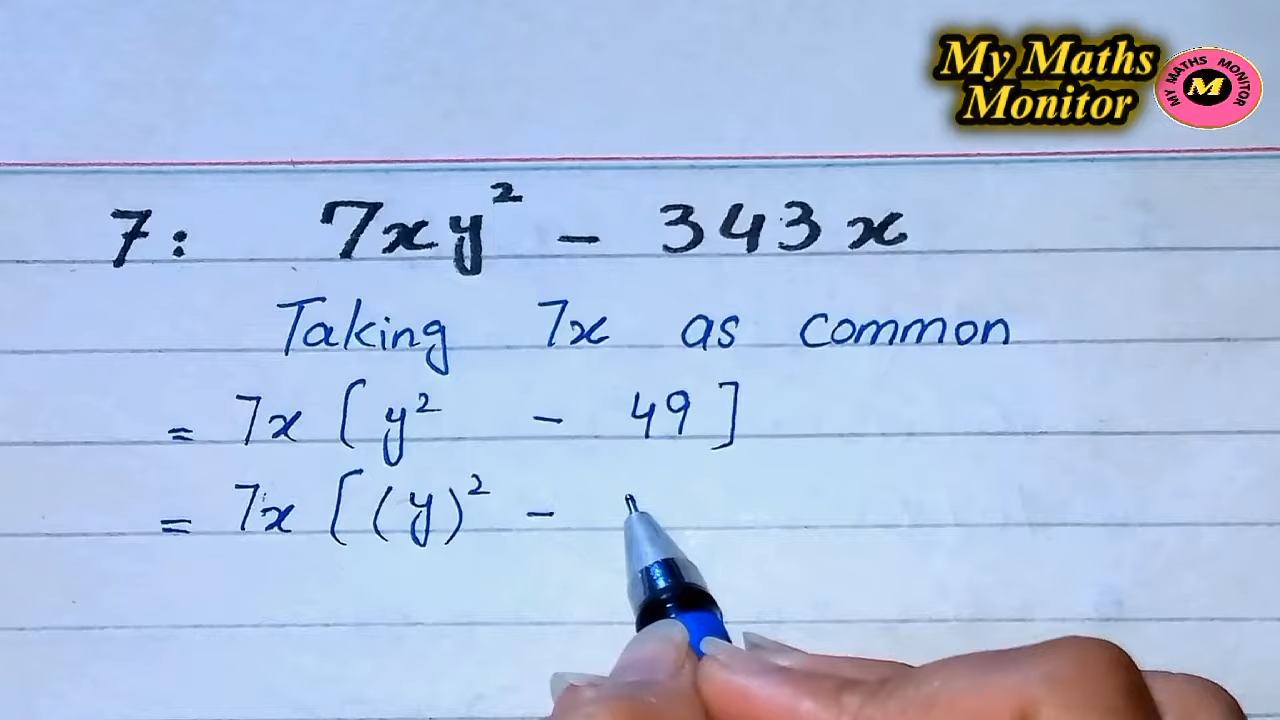 My Maths
Monitor
MY MATHS MONITOR
M
7: 7xy² - 343x
Taking 7x as common
= 7x [ y² - 49 ]
= 7x [ (y)² -